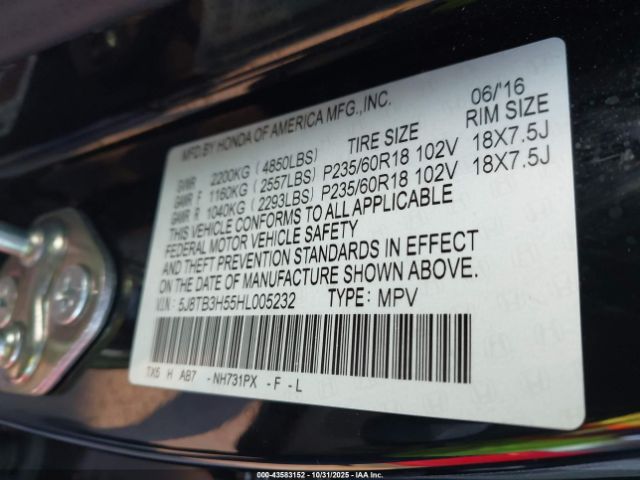 MFD.BY HONDA OF AMERICA MFG.,INC. 06/'16
GVWR 2200KG (4850LBS) TIRE SIZE RIM SIZE
GAWR F 1160KG (2557LBS) P235/60R18 102V 18X7.5J
GAWR R 1040KG (2293LBS) P235/60R18 102V 18X7.5J
THIS VEHICLE CONFORMS TO ALL APPLICABLE
FEDERAL MOTOR VEHICLE SAFETY
AND THEFT PREVENTION STANDARDS IN EFFECT
ON THE DATE OF MANUFACTURE SHOWN ABOVE.
VIN: 5J8TB3H55HL005232 TYPE: MPV
TX5 H AB7 -NH731PX -F -L
000-43583152 | 10/31/2025 - IAA Inc.